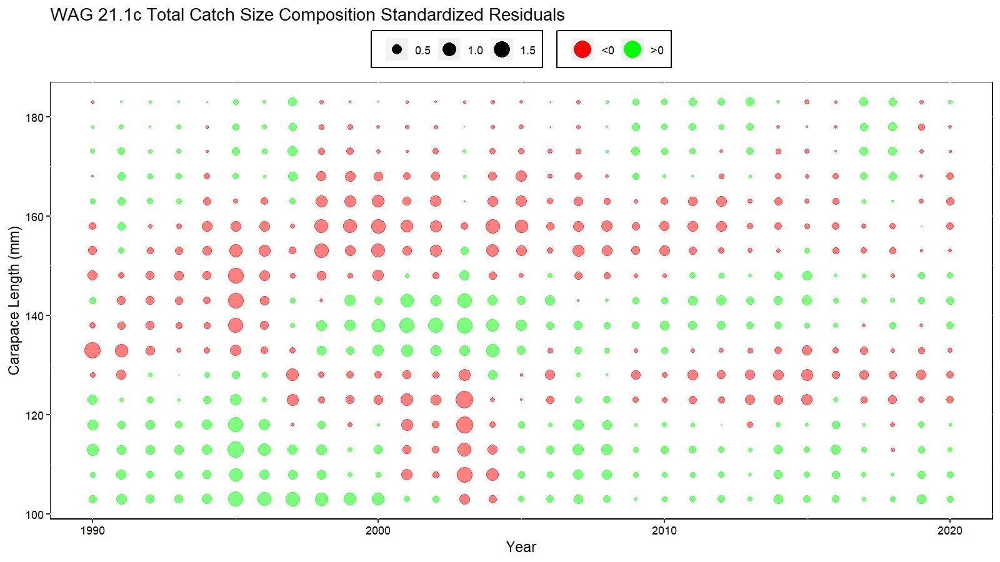 WAG 21.1c Total Catch Size Composition Standardized Residuals
0.5 1.0 1.5 <0 >0
180
160
140
120
100
Carapace Length (mm)
1990 2000 2010 2020
Year